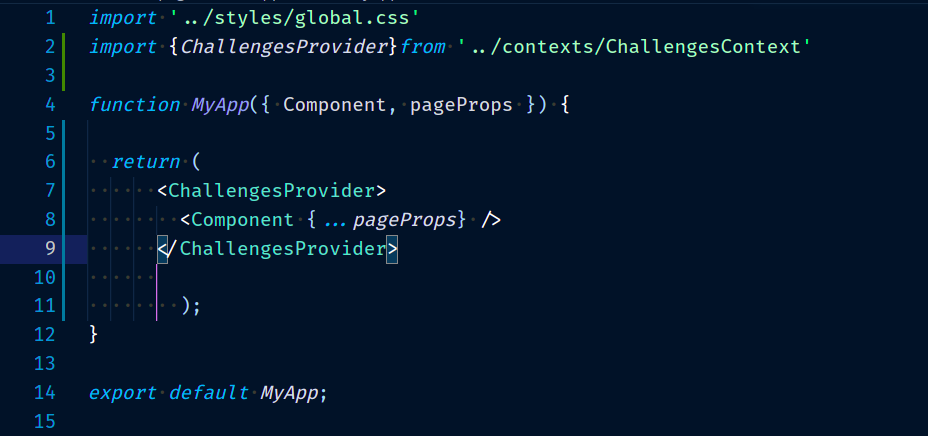 1 import '../styles/global.css'
2 import {ChallengesProvider}from '../contexts/ChallengesContext'
3
4 function MyApp({ Component, pageProps }) {
5
6   return (
7       <ChallengesProvider>
8         <Component {...pageProps} />
9       </ChallengesProvider>
10
11         );
12 }
13
14 export default MyApp;
15